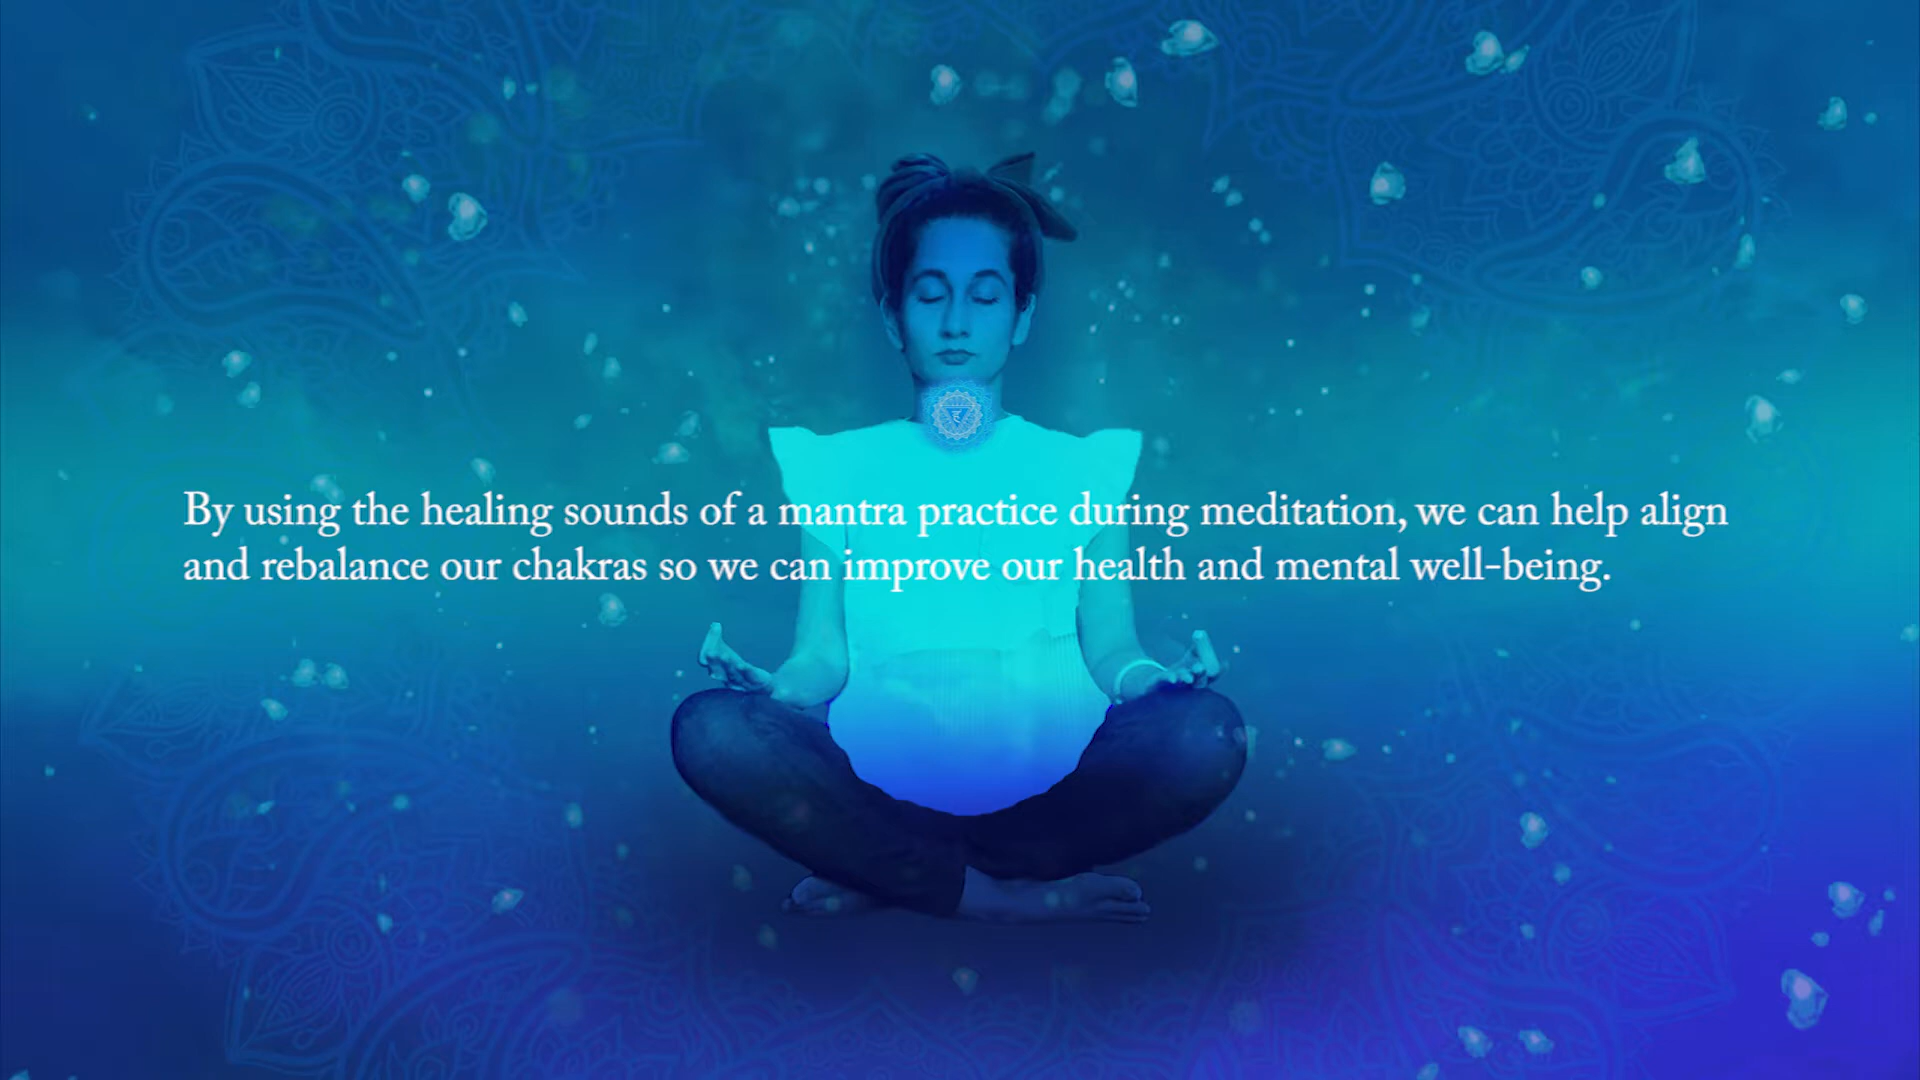 By using the healing sounds of a mantra practice during meditation, we can help align
and rebalance our chakras so we can improve our health and mental well-being.